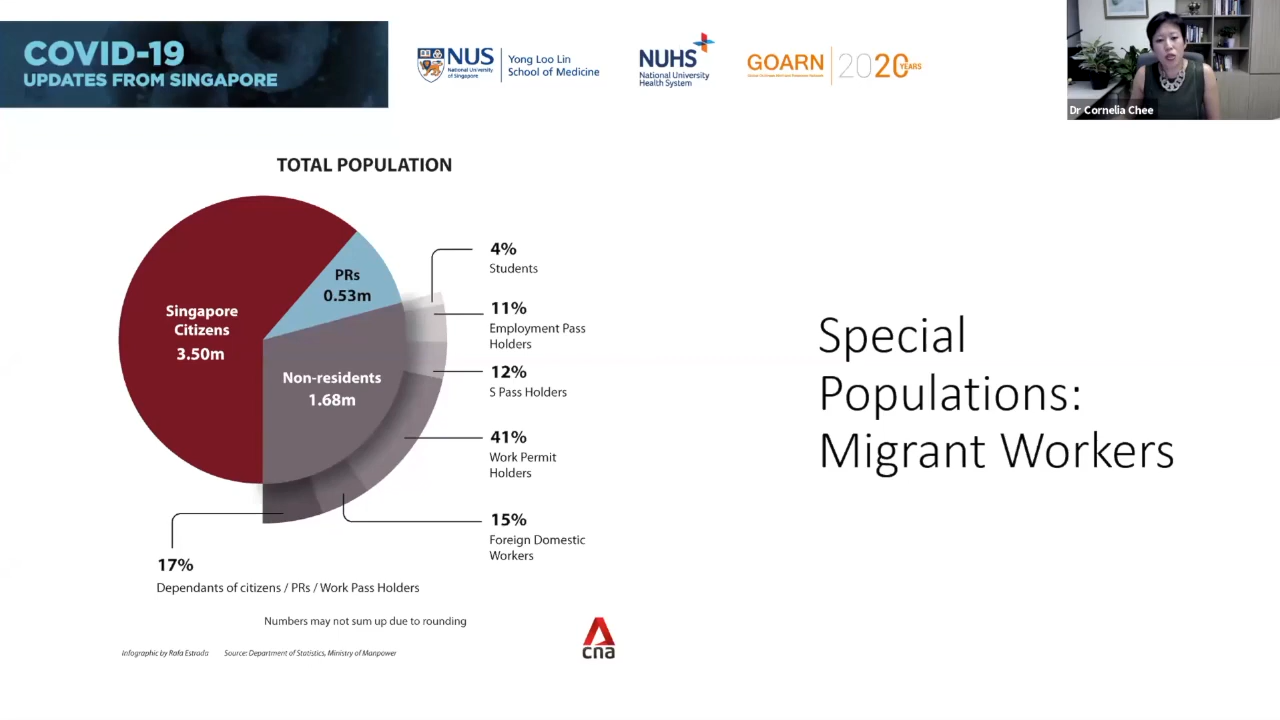 COVID-19
UPDATES FROM SINGAPORE
NUS
National University
of Singapore
Yong Loo Lin
School of Medicine
NUHS
National University
Health System
GOARN
2020
YEARS
Dr Cornelia Chee
TOTAL POPULATION
Singapore
Citizens
3.50m
PRs
0.53m
Non-residents
1.68m
4%
Students
11%
Employment Pass
Holders
12%
S Pass Holders
41%
Work Permit
Holders
15%
Foreign Domestic
Workers
17%
Dependants of citizens / PRs / Work Pass Holders
Numbers may not sum up due to rounding
Infographic by Rafa Estrada Source: Department of Statistics, Ministry of Manpower
cna
Special
Populations:
Migrant Workers